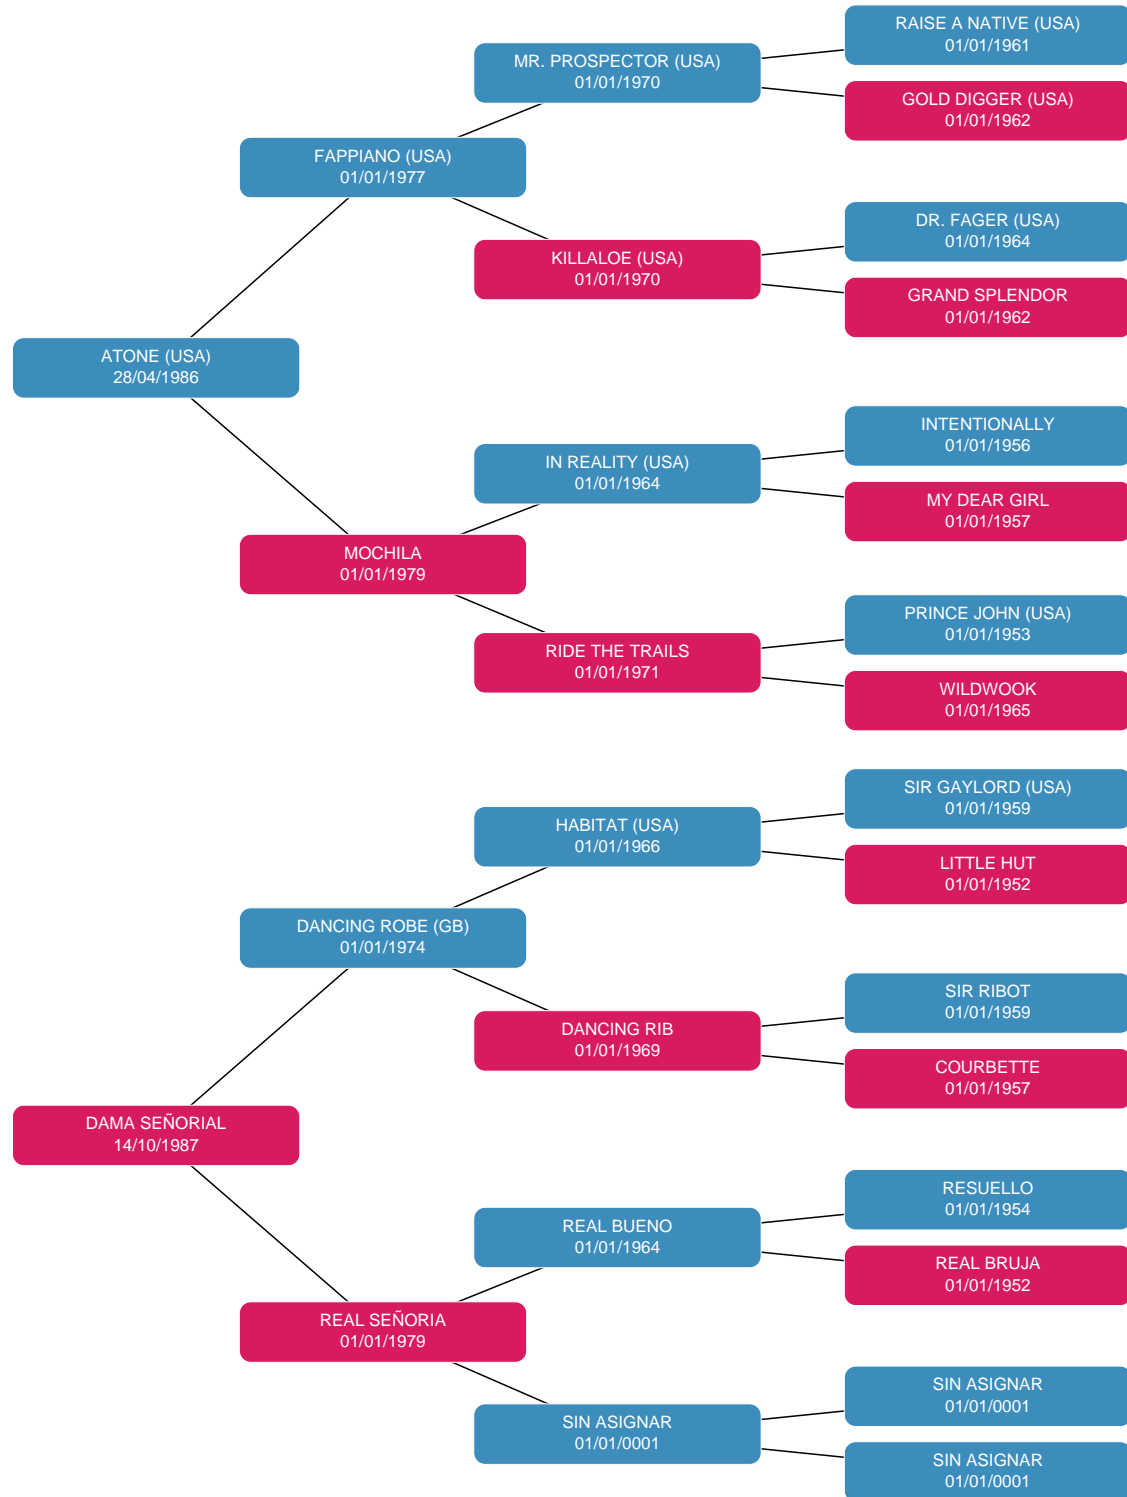 RAISE A NATIVE (USA)
01/01/1961
MR. PROSPECTOR (USA)
01/01/1970
GOLD DIGGER (USA)
01/01/1962
FAPPIANO (USA)
01/01/1977
DR. FAGER (USA)
01/01/1964
KILLALOE (USA)
01/01/1970
GRAND SPLENDOR
01/01/1962
ATONE (USA)
28/04/1986
INTENTIONALLY
01/01/1956
IN REALITY (USA)
01/01/1964
MY DEAR GIRL
01/01/1957
MOCHILA
01/01/1979
PRINCE JOHN (USA)
01/01/1953
RIDE THE TRAILS
01/01/1971
WILDWOOK
01/01/1965
SIR GAYLORD (USA)
01/01/1959
HABITAT (USA)
01/01/1966
LITTLE HUT
01/01/1952
DANCING ROBE (GB)
01/01/1974
SIR RIBOT
01/01/1959
DANCING RIB
01/01/1969
COURBETTE
01/01/1957
DAMA SEÑORIAL
14/10/1987
RESUELLO
01/01/1954
REAL BUENO
01/01/1964
REAL BRUJA
01/01/1952
REAL SEÑORIA
01/01/1979
SIN ASIGNAR
01/01/0001
SIN ASIGNAR
01/01/0001
SIN ASIGNAR
01/01/0001